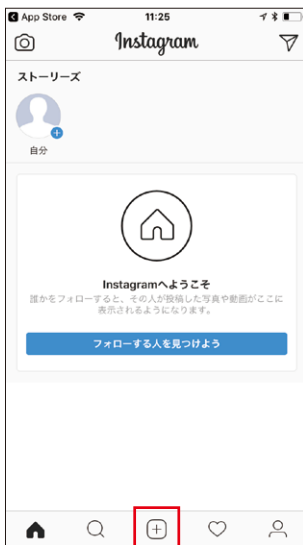 App Store 11:25
Instagram
ストーリーズ
自分
Instagramへようこそ
誰かをフォローすると、その人が投稿した写真や動画がここに
表示されるようになります。
フォローする人を見つけよう